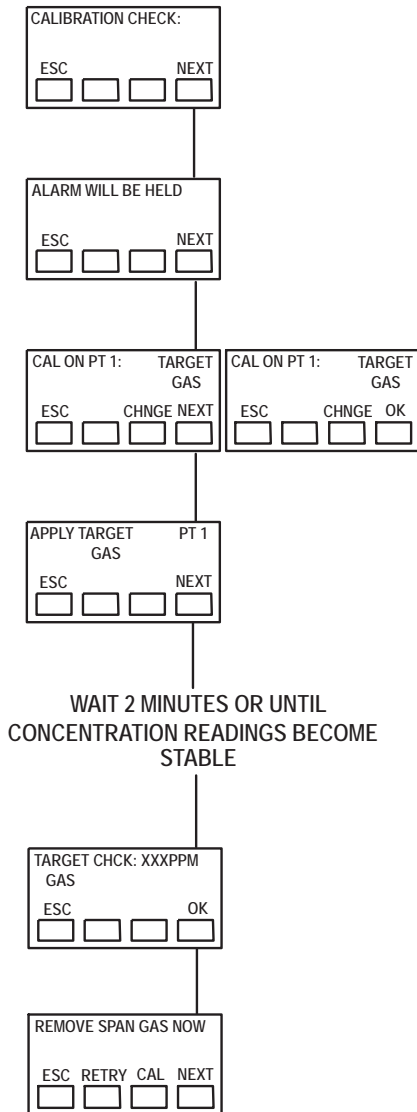 CALIBRATION CHECK:
ESC NEXT
ALARM WILL BE HELD
ESC NEXT
CAL ON PT 1: TARGET
GAS
ESC CHNGE NEXT
CAL ON PT 1: TARGET
GAS
ESC CHNGE OK
APPLY TARGET PT 1
GAS
ESC NEXT
WAIT 2 MINUTES OR UNTIL
CONCENTRATION READINGS BECOME
STABLE
TARGET CHCK: XXXPPM
GAS
ESC OK
REMOVE SPAN GAS NOW
ESC RETRY CAL NEXT